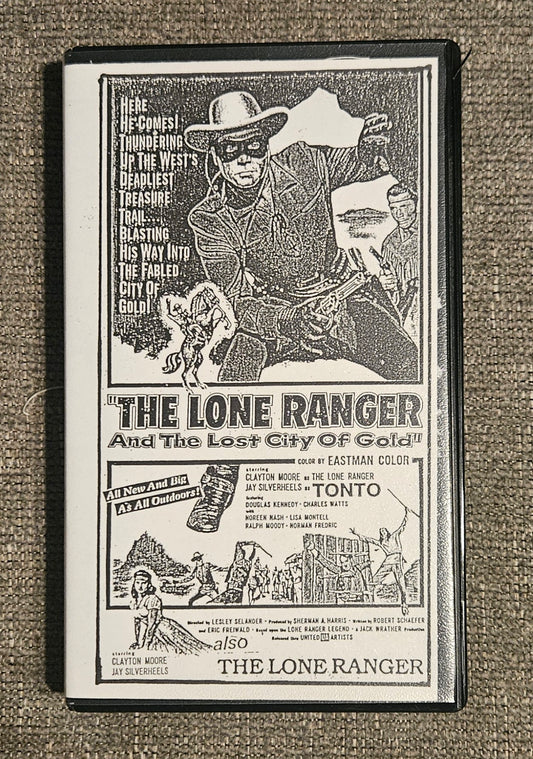 HERE
HE COMES!
THUNDERING
UP THE WEST'S
DEADLIEST
TREASURE
TRAIL.....
BLASTING
HIS WAY INTO
THE FABLED
CITY OF
GOLD!
"THE LONE RANGER
And The Lost City Of Gold"
COLOR BY EASTMAN COLOR
All New And Big
As All Outdoors!
starring
CLAYTON MOORE as THE LONE RANGER
JAY SILVERHEELS as TONTO
featuring
DOUGLAS KENNEDY · CHARLES WATTS
with
NOREEN NASH · LISA MONTELL
RALPH MOODY · NORMAN FREDRIC
Directed by LESLEY SELANDER · Produced by SHERMAN A. HARRIS · Written by ROBERT SCHAEFER
and ERIC FREIWALD · Based upon the LONE RANGER LEGEND · A JACK WRATHER Production
Released thru UNITED UA ARTISTS
also
starring
CLAYTON MOORE
JAY SILVERHEELS
THE LONE RANGER